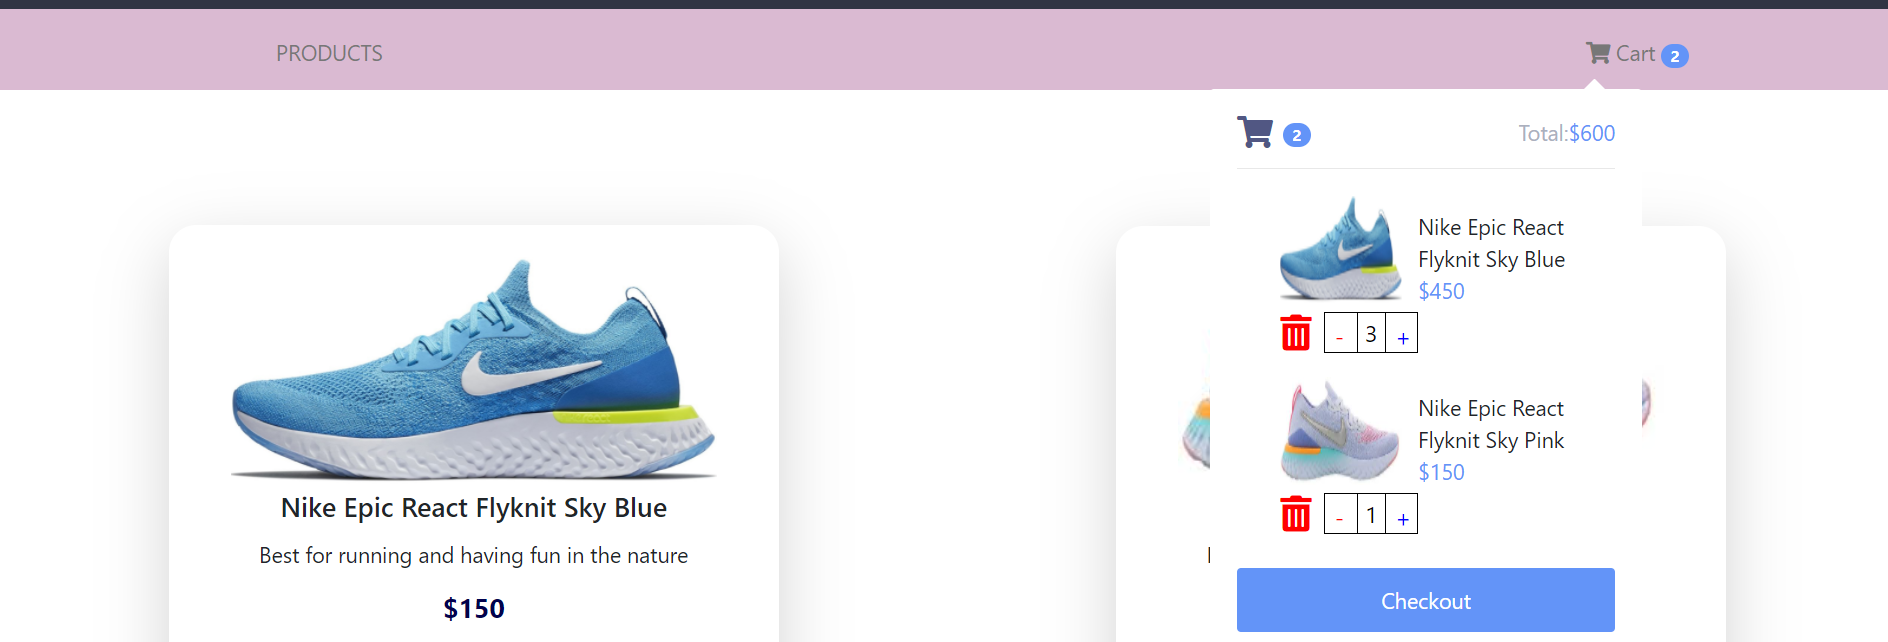 PRODUCTS
Cart 2
2
Total:$600
Nike Epic React
Flyknit Sky Blue
$450
- 3 +
Nike Epic React
Flyknit Sky Pink
$150
- 1 +
Checkout
Nike Epic React Flyknit Sky Blue
Best for running and having fun in the nature
$150